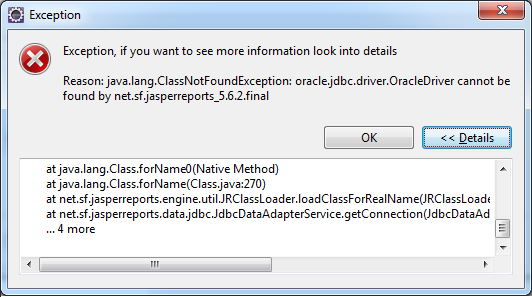 Exception
Exception, if you want to see more information look into details
Reason: java.lang.ClassNotFoundException: oracle.jdbc.driver.OracleDriver cannot be
found by net.sf.jasperreports_5.6.2.final
OK
<< Details
at java.lang.Class.forName0(Native Method)
at java.lang.Class.forName(Class.java:270)
at net.sf.jasperreports.engine.util.JRClassLoader.loadClassForRealName(JRClassLoade
at net.sf.jasperreports.data.jdbc.JdbcDataAdapterService.getConnection(JdbcDataAd
... 4 more